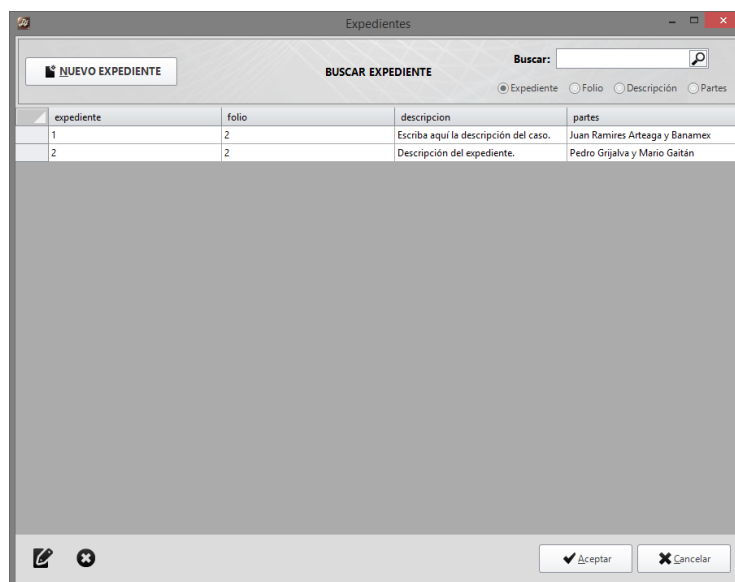 Expedientes
NUEVO EXPEDIENTE
BUSCAR EXPEDIENTE
Buscar:
Expediente Folio Descripción Partes
expediente folio descripcion partes
1 2 Escriba aquí la descripción del caso. Juan Ramires Arteaga y Banamex
2 2 Descripción del expediente. Pedro Grijalva y Mario Gaitán
Aceptar Cancelar